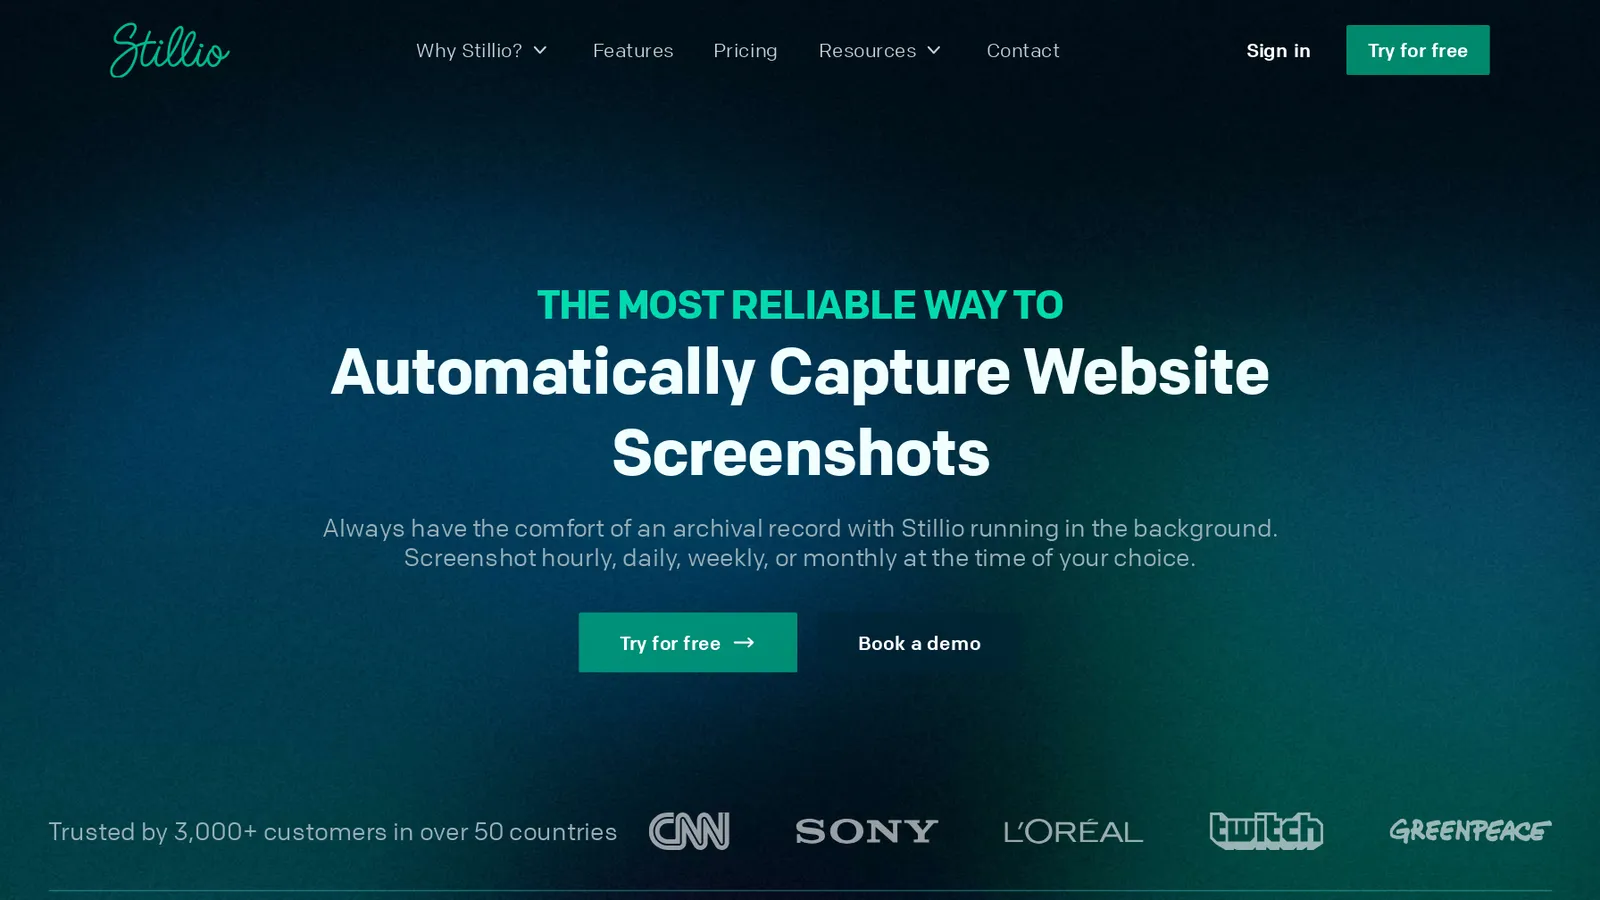 Stillio
Why Stillio?
Features
Pricing
Resources
Contact
Sign in
Try for free
THE MOST RELIABLE WAY TO
Automatically Capture Website
Screenshots
Always have the comfort of an archival record with Stillio running in the background.
Screenshot hourly, daily, weekly, or monthly at the time of your choice.
Try for free →
Book a demo
Trusted by 3,000+ customers in over 50 countries
CNN
SONY
L'ORÉAL
twitch
GREENPEACE